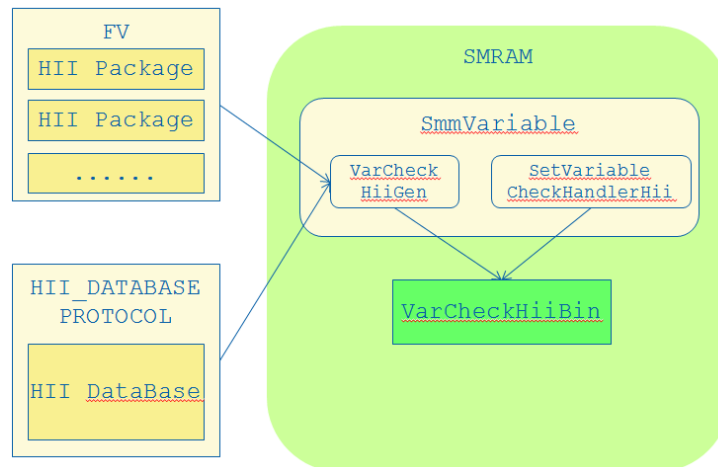 FV
HII Package
HII Package
......
HII_DATABASE
PROTOCOL
HII DataBase
SMRAM
SmmVariable
VarCheck
HiiGen
SetVariable
CheckHandlerHii
VarCheckHiiBin